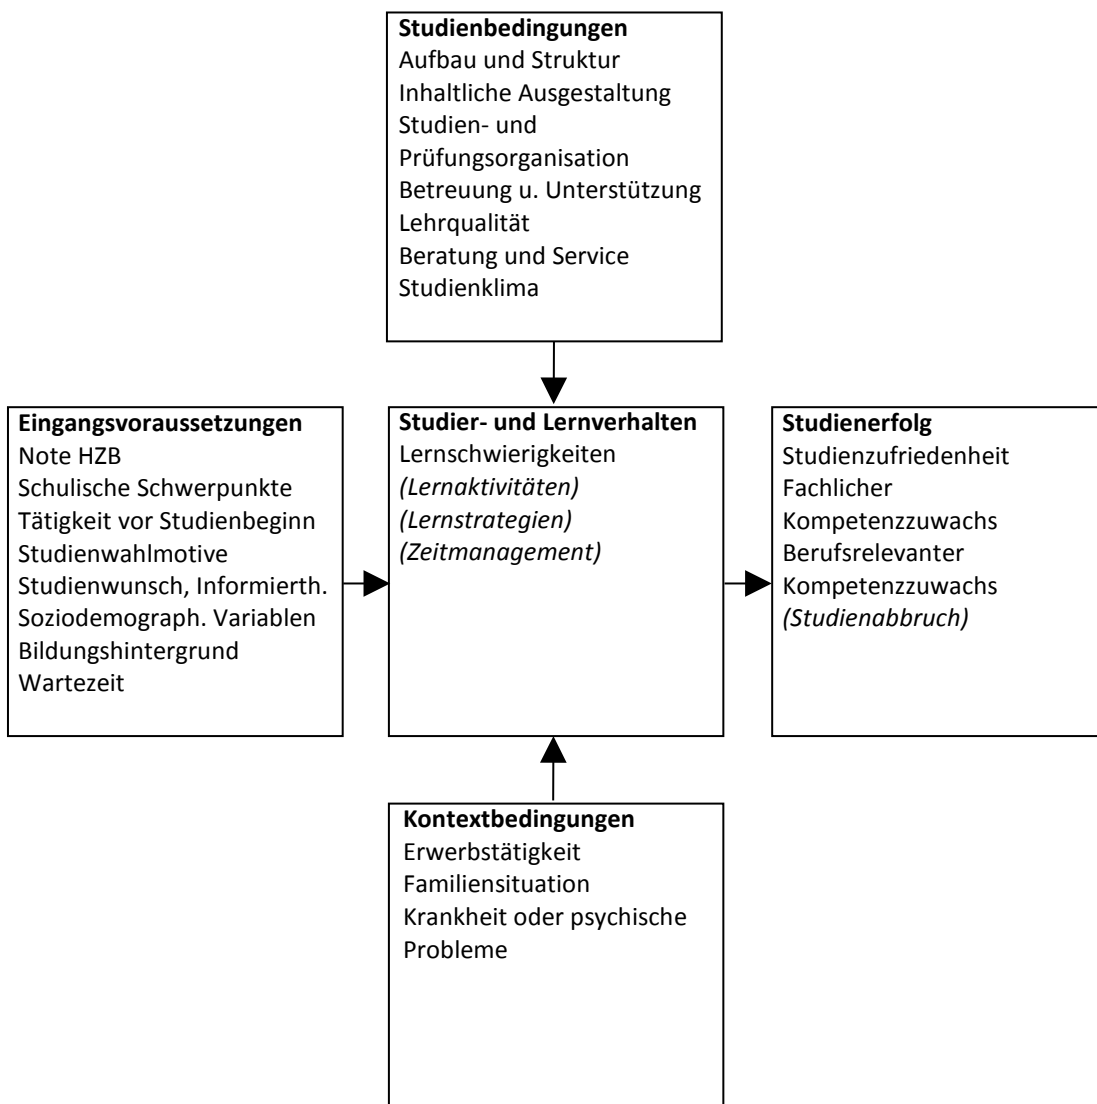 Studienbedingungen
Aufbau und Struktur
Inhaltliche Ausgestaltung
Studien- und
Prüfungsorganisation
Betreuung u. Unterstützung
Lehrqualität
Beratung und Service
Studienklima
Eingangsvoraussetzungen
Note HZB
Schulische Schwerpunkte
Tätigkeit vor Studienbeginn
Studienwahlmotive
Studienwunsch, Informierth.
Soziodemograph. Variablen
Bildungshintergrund
Wartezeit
Studier- und Lernverhalten
Lernschwierigkeiten
(Lernaktivitäten)
(Lernstrategien)
(Zeitmanagement)
Studienerfolg
Studienzufriedenheit
Fachlicher
Kompetenzzuwachs
Berufsrelevanter
Kompetenzzuwachs
(Studienabbruch)
Kontextbedingungen
Erwerbstätigkeit
Familiensituation
Krankheit oder psychische
Probleme